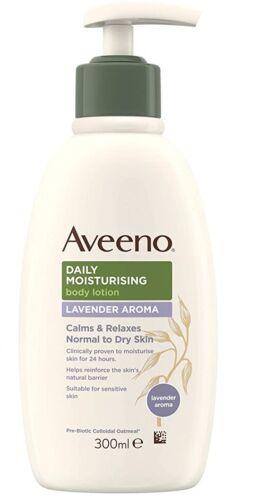 Aveeno®
DAILY
MOISTURISING
body lotion
LAVENDER AROMA
Calms & Relaxes
Normal to Dry Skin
Clinically proven to moisturise
skin for 24 hours.
Helps reinforce the skin's
natural barrier
Suitable for sensitive
skin
lavender
aroma
Pre-Biotic Colloidal Oatmeal*
300ml e